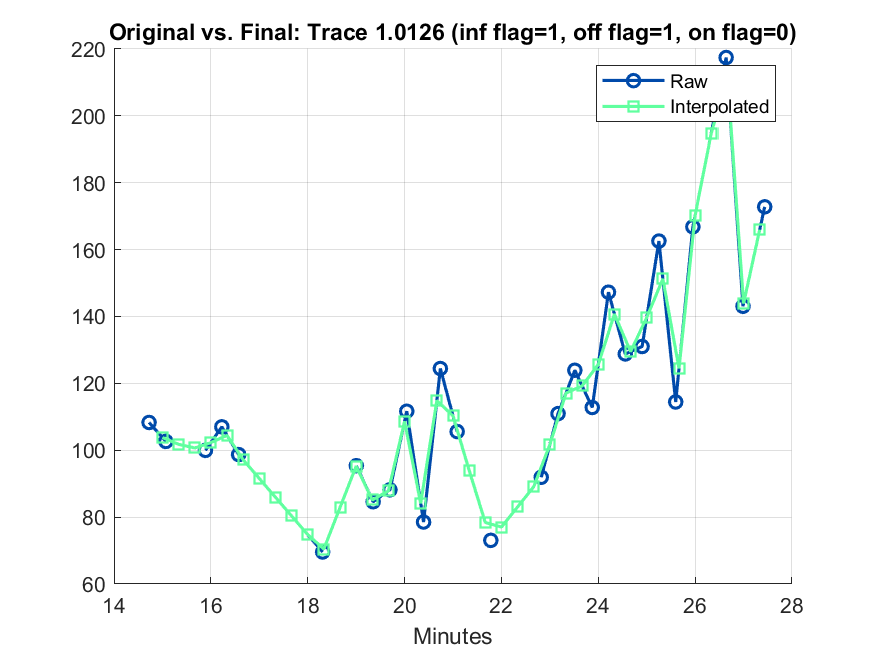 Original vs. Final: Trace 1.0126 (inf flag=1, off flag=1, on flag=0)
220
200
180
160
140
120
100
80
60
Raw
Interpolated
14 16 18 20 22 24 26 28
Minutes